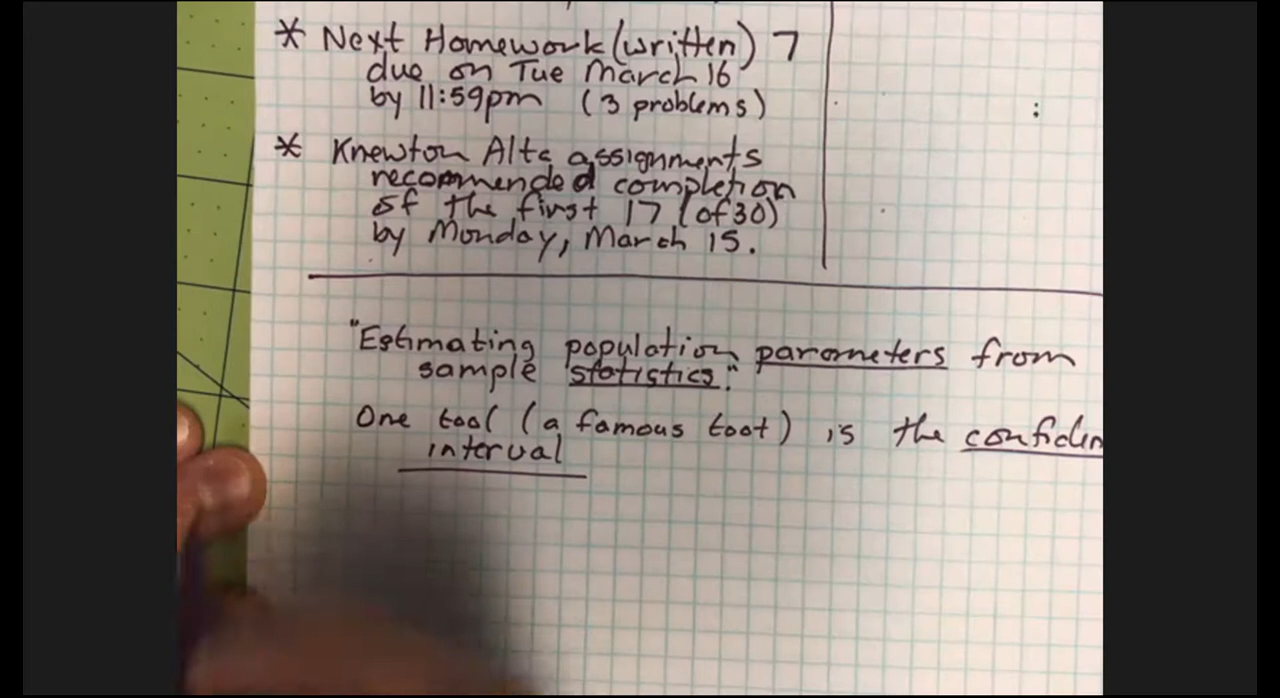 * Next Homework (written) 7
due on Tue March 16
by 11:59pm (3 problems)
* Knewton Alta assignments
recommended completion
of the first 17 (of 30)
by Monday, March 15.
"Estimating population parameters from
sample statistics."
One tool (a famous toot) is the confiden
interval